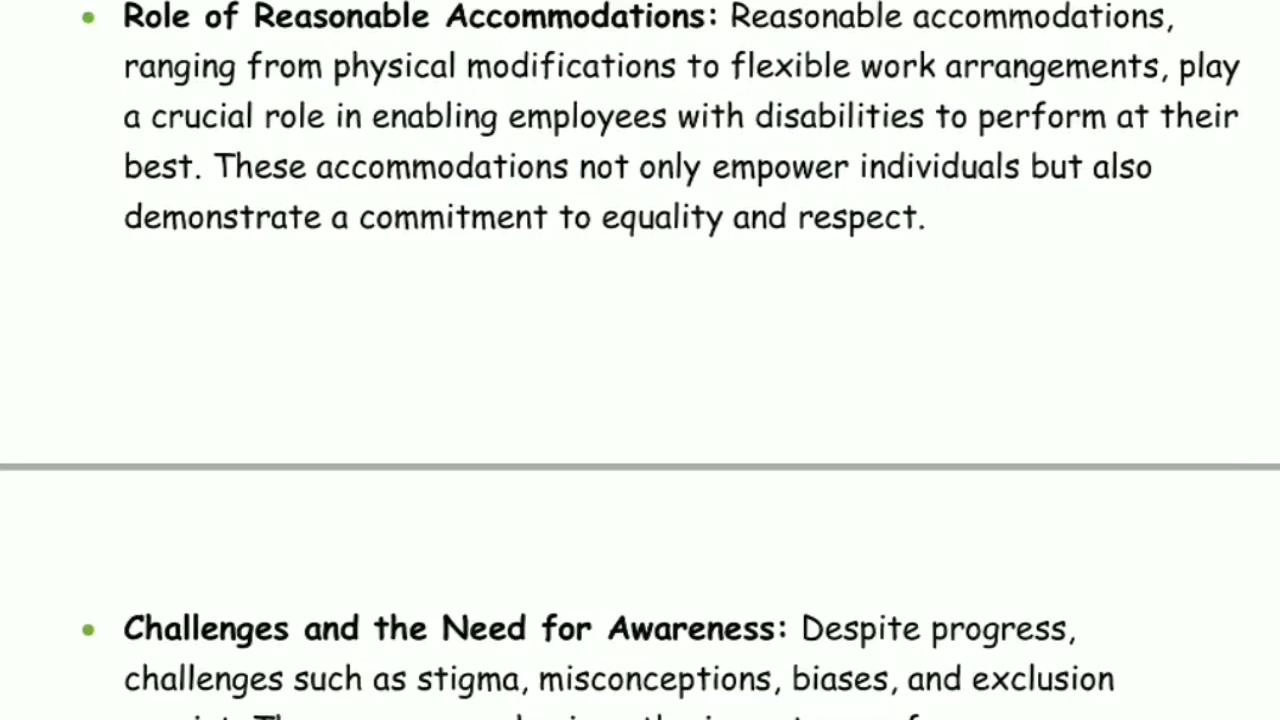 • Role of Reasonable Accommodations: Reasonable accommodations,
ranging from physical modifications to flexible work arrangements, play
a crucial role in enabling employees with disabilities to perform at their
best. These accommodations not only empower individuals but also
demonstrate a commitment to equality and respect.
• Challenges and the Need for Awareness: Despite progress,
challenges such as stigma, misconceptions, biases, and exclusion